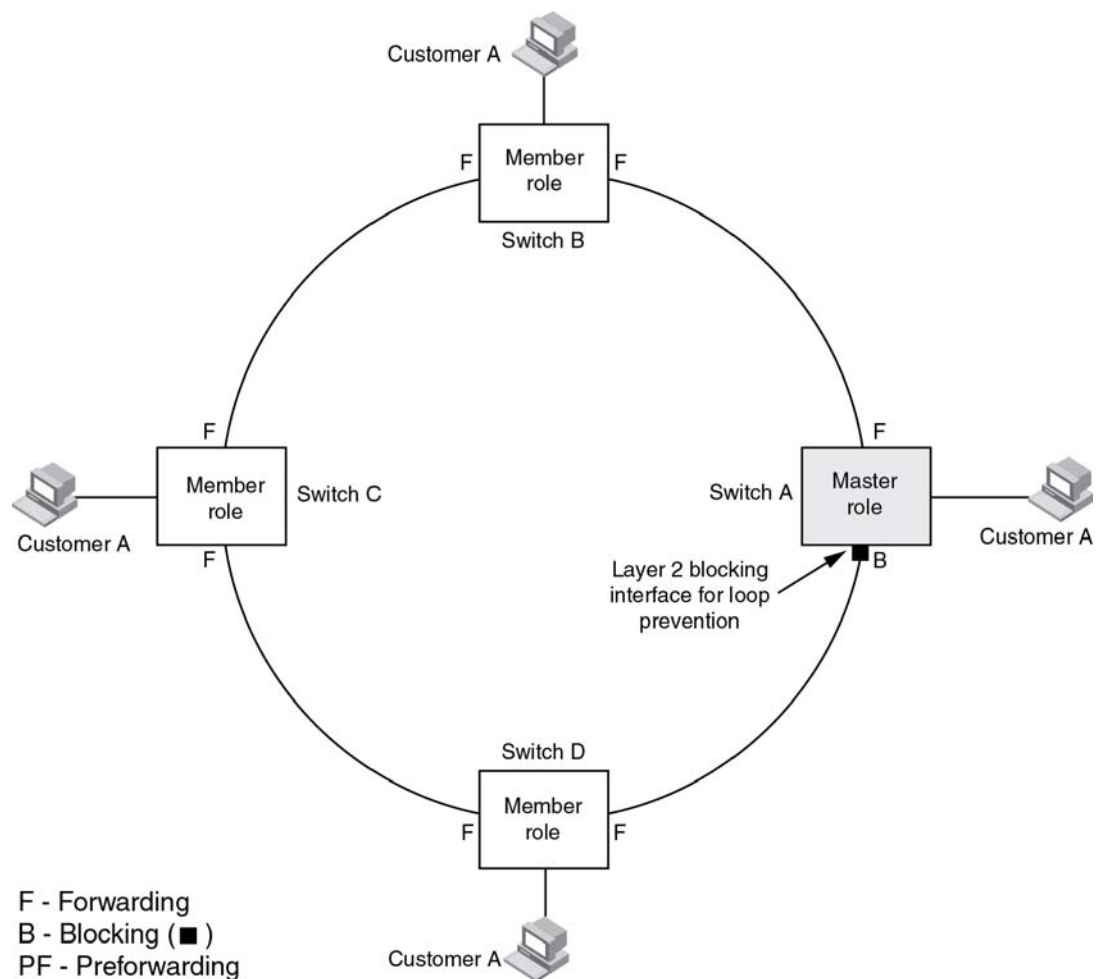 Customer A
F
Member
role
F
Switch B
F
F
Member
role
Switch C
Switch A
Master
role
Customer A
F
B
Customer A
Layer 2 blocking
interface for loop
prevention
Switch D
F
Member
role
F
Customer A
F - Forwarding
B - Blocking (■)
PF - Preforwarding